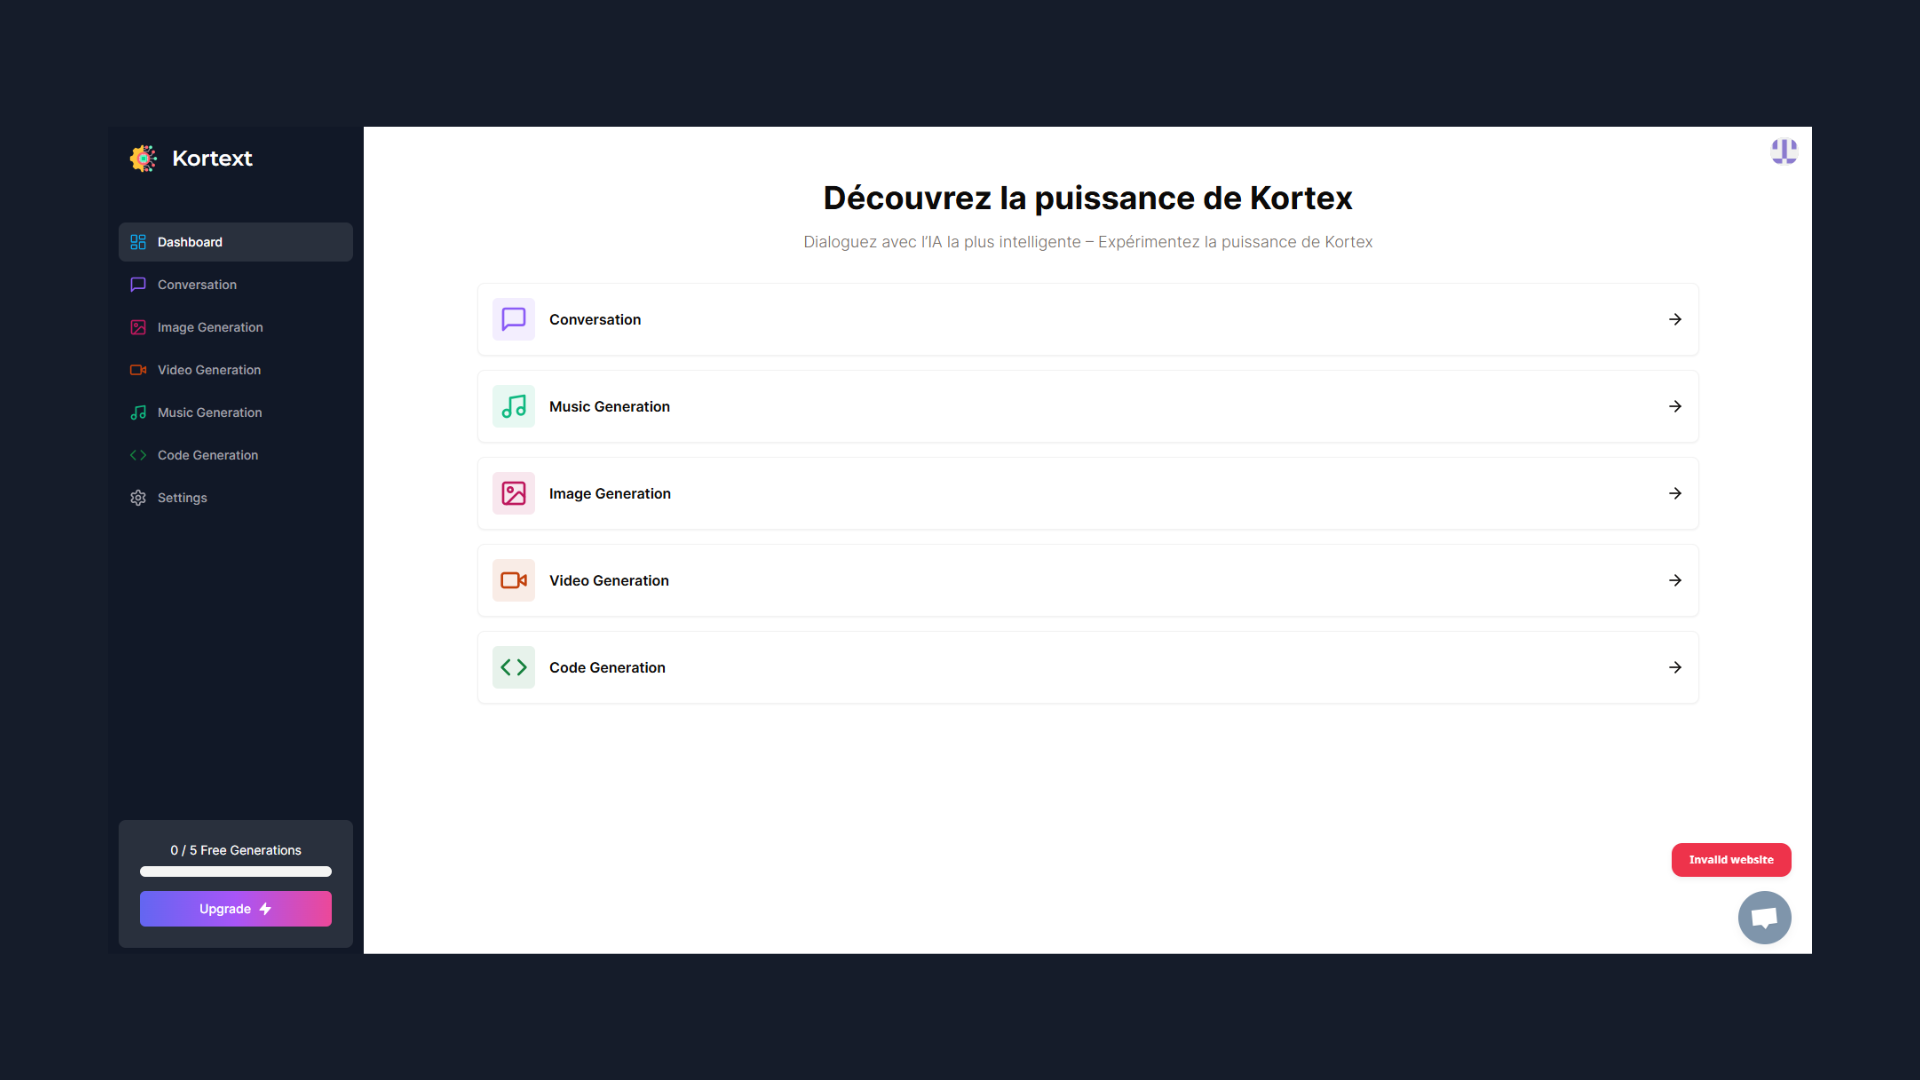 Kortext
Dashboard
Conversation
Image Generation
Video Generation
Music Generation
Code Generation
Settings
0 / 5 Free Generations
Upgrade
Découvrez la puissance de Kortex
Dialoguez avec l'IA la plus intelligente – Expérimentez la puissance de Kortex
Conversation
Music Generation
Image Generation
Video Generation
Code Generation
Invalid website